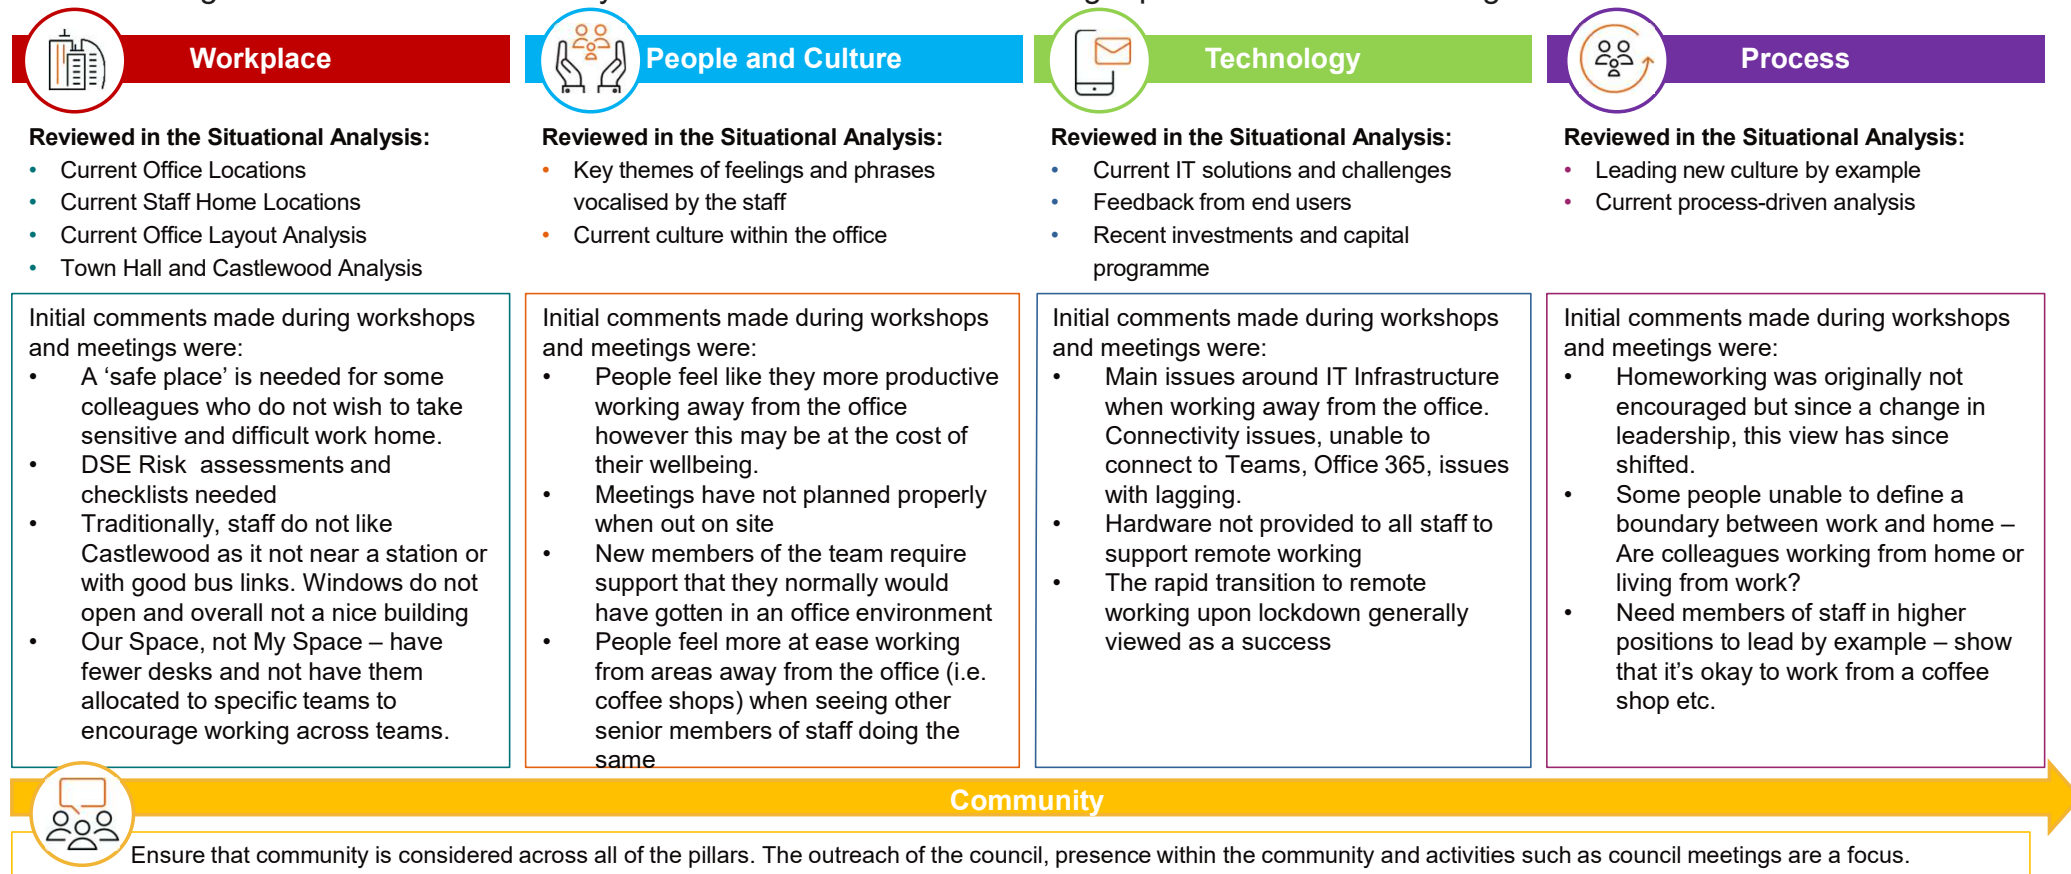 Workplace
Reviewed in the Situational Analysis:
• Current Office Locations
• Current Staff Home Locations
• Current Office Layout Analysis
• Town Hall and Castlewood Analysis
Initial comments made during workshops
and meetings were:
• A ‘safe place’ is needed for some
colleagues who do not wish to take
sensitive and difficult work home.
• DSE Risk  assessments and
checklists needed
• Traditionally, staff do not like
Castlewood as it not near a station or
with good bus links. Windows do not
open and overall not a nice building
• Our Space, not My Space – have
fewer desks and not have them
allocated to specific teams to
encourage working across teams.
People and Culture
Reviewed in the Situational Analysis:
• Key themes of feelings and phrases
vocalised by the staff
• Current culture within the office
Initial comments made during workshops
and meetings were:
• People feel like they more productive
working away from the office
however this may be at the cost of
their wellbeing.
• Meetings have not planned properly
when out on site
• New members of the team require
support that they normally would
have gotten in an office environment
• People feel more at ease working
from areas away from the office (i.e.
coffee shops) when seeing other
senior members of staff doing the
same
Technology
Reviewed in the Situational Analysis:
• Current IT solutions and challenges
• Feedback from end users
• Recent investments and capital
programme
Initial comments made during workshops
and meetings were:
• Main issues around IT Infrastructure
when working away from the office.
Connectivity issues, unable to
connect to Teams, Office 365, issues
with lagging.
• Hardware not provided to all staff to
support remote working
• The rapid transition to remote
working upon lockdown generally
viewed as a success
Process
Reviewed in the Situational Analysis:
• Leading new culture by example
• Current process-driven analysis
Initial comments made during workshops
and meetings were:
• Homeworking was originally not
encouraged but since a change in
leadership, this view has since
shifted.
• Some people unable to define a
boundary between work and home –
Are colleagues working from home or
living from work?
• Need members of staff in higher
positions to lead by example – show
that it’s okay to work from a coffee
shop etc.
Community
Ensure that community is considered across all of the pillars. The outreach of the council, presence within the community and activities such as council meetings are a focus.